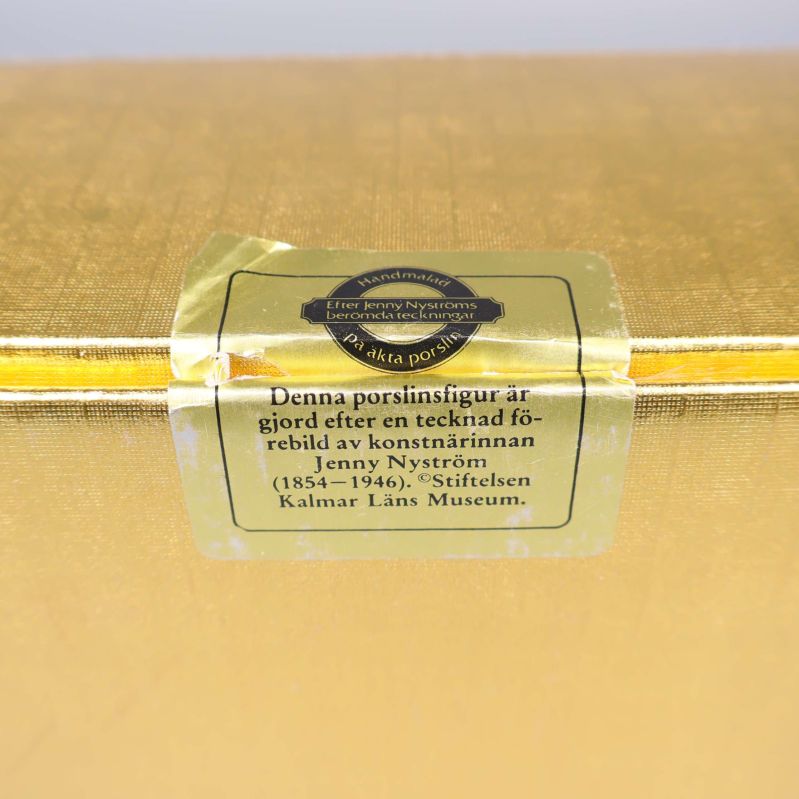 Handmålad
Efter Jenny Nyströms
berömda teckningar
på äkta porslin
Denna porslinsfigur är
gjord efter en tecknad fö-
rebild av konstnärinnan
Jenny Nyström
(1854–1946). ©Stiftelsen
Kalmar Läns Museum.